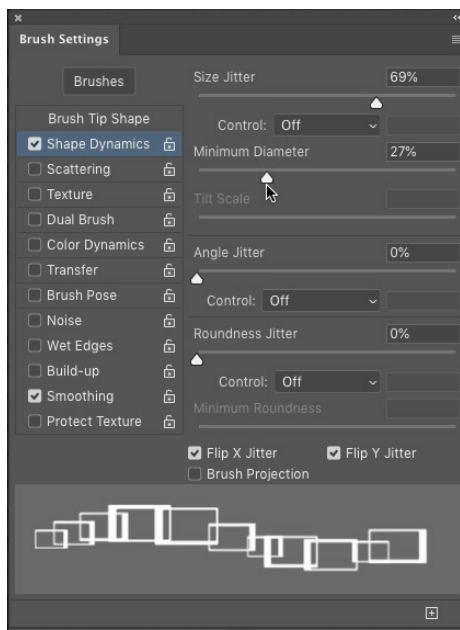 Brush Settings
Brushes
Brush Tip Shape
Shape Dynamics
Scattering
Texture
Dual Brush
Color Dynamics
Transfer
Brush Pose
Noise
Wet Edges
Build-up
Smoothing
Protect Texture
Size Jitter 69%
Control: Off
Minimum Diameter 27%
Tilt Scale
Angle Jitter 0%
Control: Off
Roundness Jitter 0%
Control: Off
Minimum Roundness
Flip X Jitter Flip Y Jitter
Brush Projection